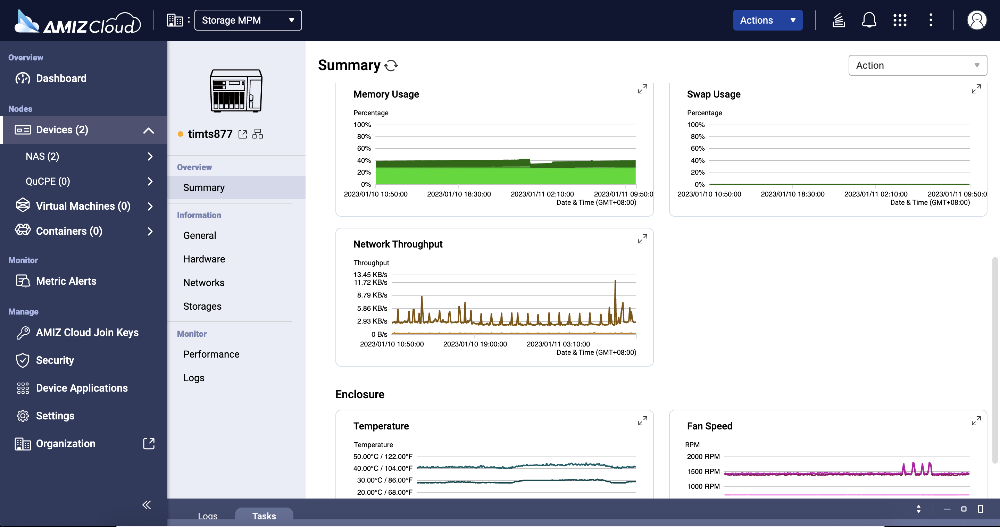 AMIZCloud
: Storage MPM
Actions
Overview
Dashboard
Nodes
Devices (2)
NAS (2)
QuCPE (0)
Virtual Machines (0)
Containers (0)
Monitor
Metric Alerts
Manage
AMIZ Cloud Join Keys
Security
Device Applications
Settings
Organization
timts877
Overview
Summary
Information
General
Hardware
Networks
Storages
Monitor
Performance
Logs
Summary
Action
Memory Usage
Percentage
100%
80%
60%
40%
20%
0%
2023/01/10 10:50:00 2023/01/10 18:30:00 2023/01/11 02:10:00 2023/01/11 09:50:0
Date & Time (GMT+08:00)
Swap Usage
Percentage
100%
80%
60%
40%
20%
0%
2023/01/10 10:50:00 2023/01/10 18:30:00 2023/01/11 02:10:00 2023/01/11 09:50:0
Date & Time (GMT+08:00)
Network Throughput
Throughput
13.45 KB/s
11.72 KB/s
8.79 KB/s
5.86 KB/s
2.93 KB/s
0 B/s
2023/01/10 10:50:00 2023/01/10 19:00:00 2023/01/11 03:10:00
Date & Time (GMT+08:00)
Enclosure
Temperature
Temperature
50.00°C / 122.00°F
40.00°C / 104.00°F
30.00°C / 86.00°F
20.00°C / 68.00°F
Fan Speed
RPM
2000 RPM
1500 RPM
1000 RPM
Logs
Tasks